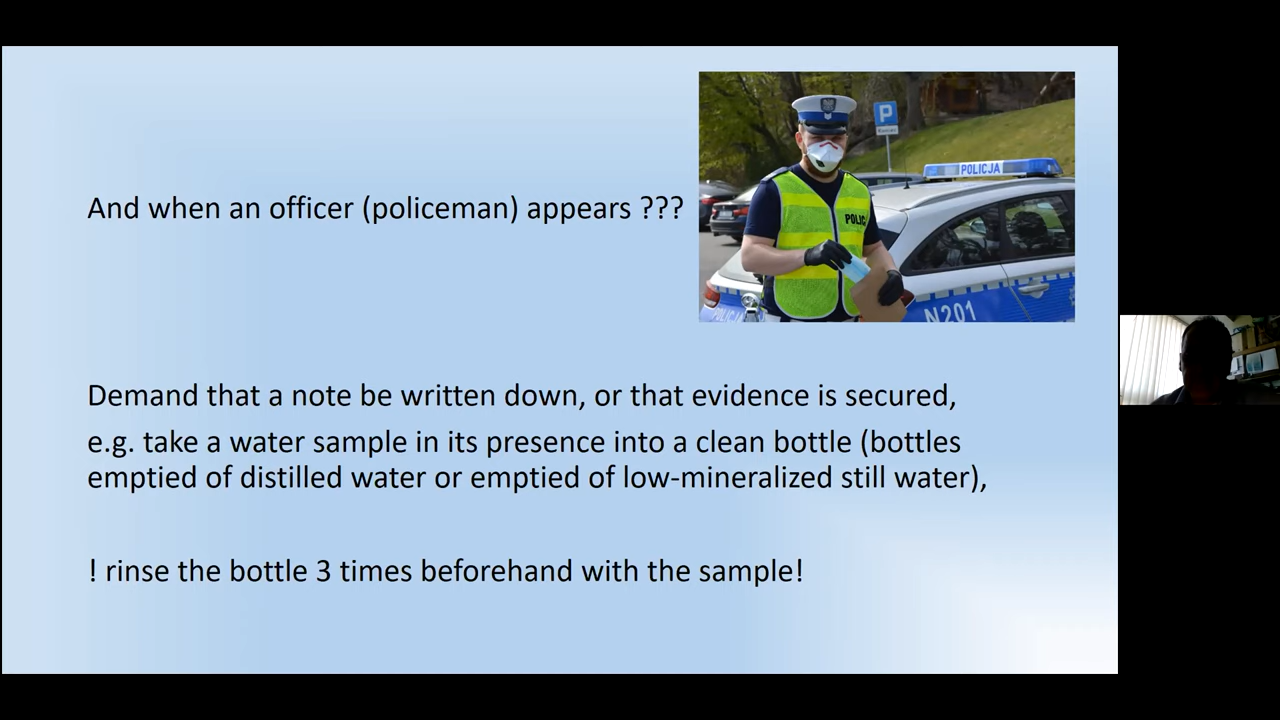 And when an officer (policeman) appears ???
P
POLICJA
POLIC
N201
POLICJA
Demand that a note be written down, or that evidence is secured,
e.g. take a water sample in its presence into a clean bottle (bottles
emptied of distilled water or emptied of low-mineralized still water),
! rinse the bottle 3 times beforehand with the sample!